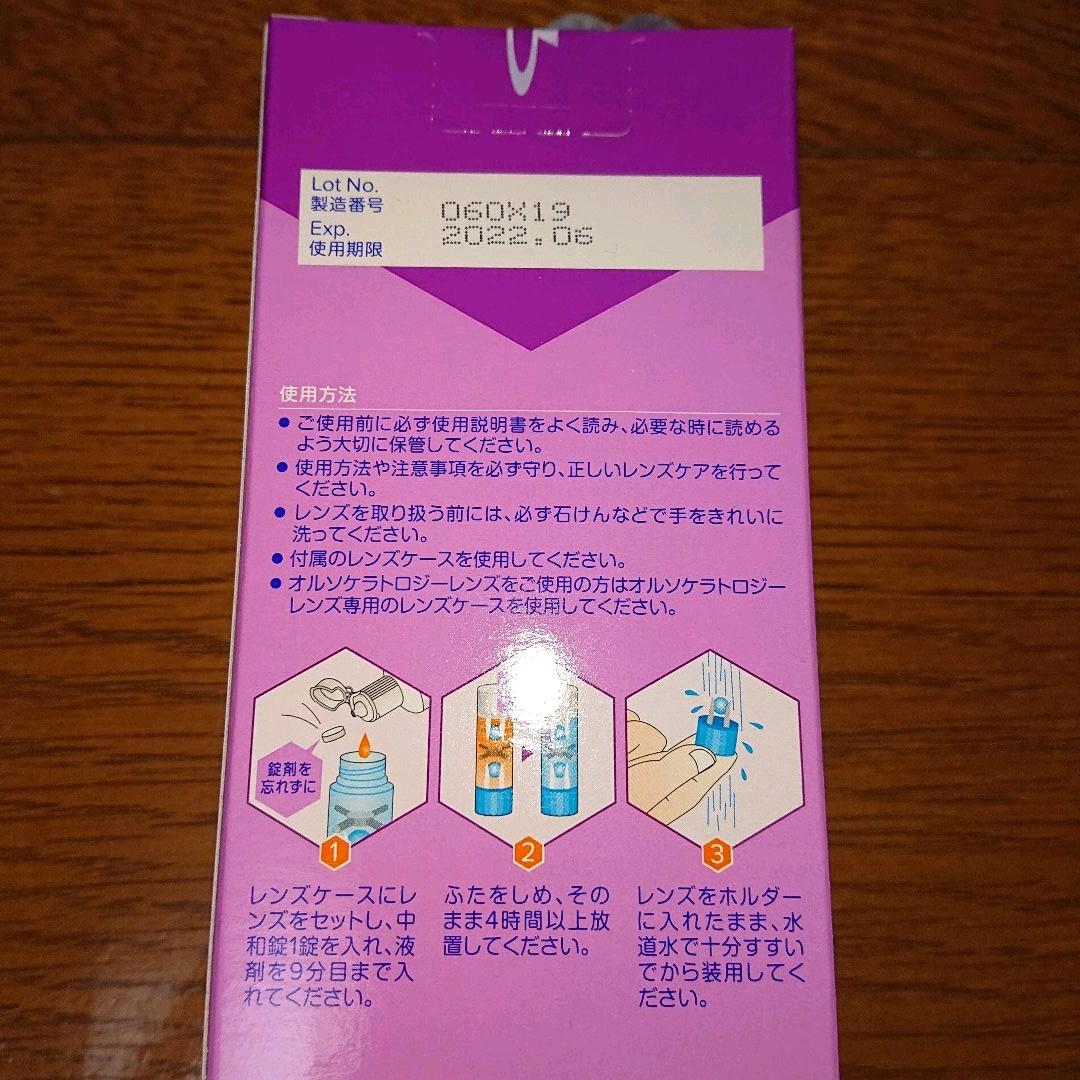 Lot No.
製造番号
060X19
Exp.
使用期限
2022.06
使用方法
●ご使用前に必ず使用説明書をよく読み、必要な時に読める
よう大切に保管してください。
●使用方法や注意事項を必ず守り、正しいレンズケアを行って
ください。
●レンズを取り扱う前には、必ず石けんなどで手をきれいに
洗ってください。
●付属のレンズケースを使用してください。
●オルソケラトロジーレンズをご使用の方はオルソケラトロジー
レンズ専用のレンズケースを使用してください。
錠剤を
忘れずに
1
レンズケースにレ
ンズをセットし、中
和錠1錠を入れ、液
剤を9分目まで入
れてください。
2
ふたをしめ、その
まま4時間以上放
置してください。
3
レンズをホルダー
に入れたまま、水
道水で十分すすい
でから装用してく
ださい。